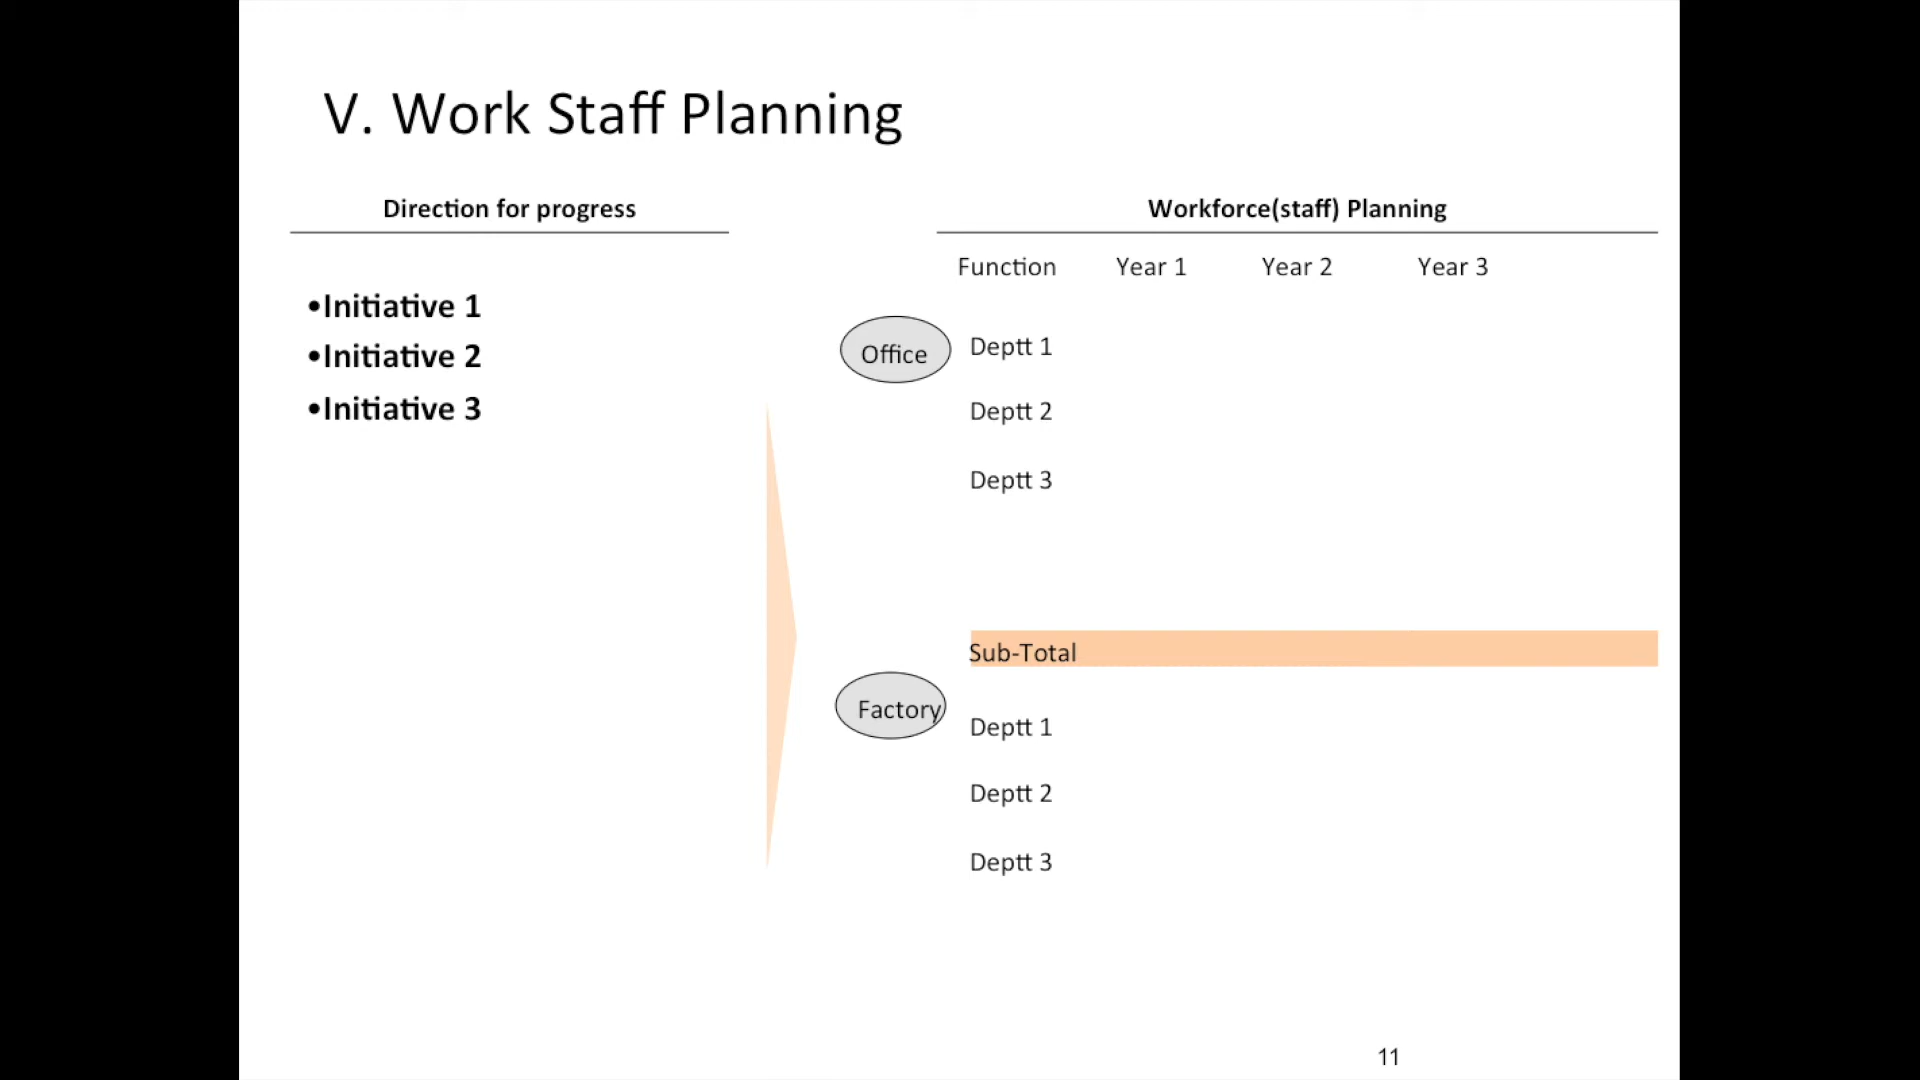 V. Work Staff Planning
Direction for progress
•Initiative 1
•Initiative 2
•Initiative 3
Workforce(staff) Planning
Function Year 1 Year 2 Year 3
Office
Deptt 1
Deptt 2
Deptt 3
Sub-Total
Factory
Deptt 1
Deptt 2
Deptt 3
11